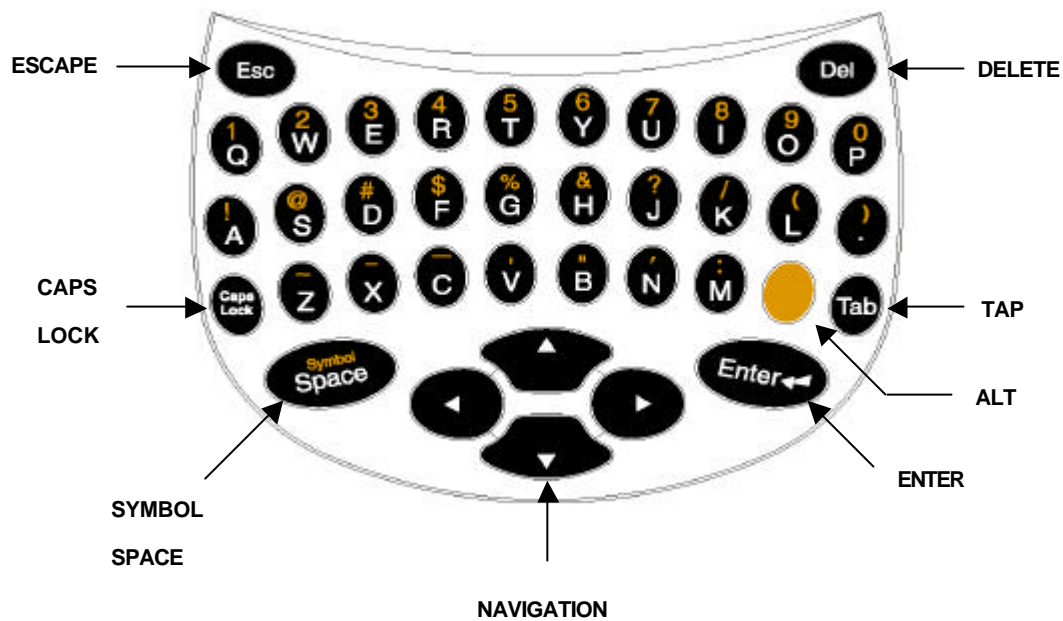 ESCAPE
Esc
Del
DELETE
1 2 3 4 5 6 7 8 9 0
Q W E R T Y U I O P
! @ # $ % & ? / ( )
A S D F G H J K L .
CAPS
LOCK
Caps
Lock
~ - — ' " ′ :
Z X C V B N M
Tab
TAP
Symbol
Space
Enter
ALT
ENTER
SYMBOL
SPACE
NAVIGATION